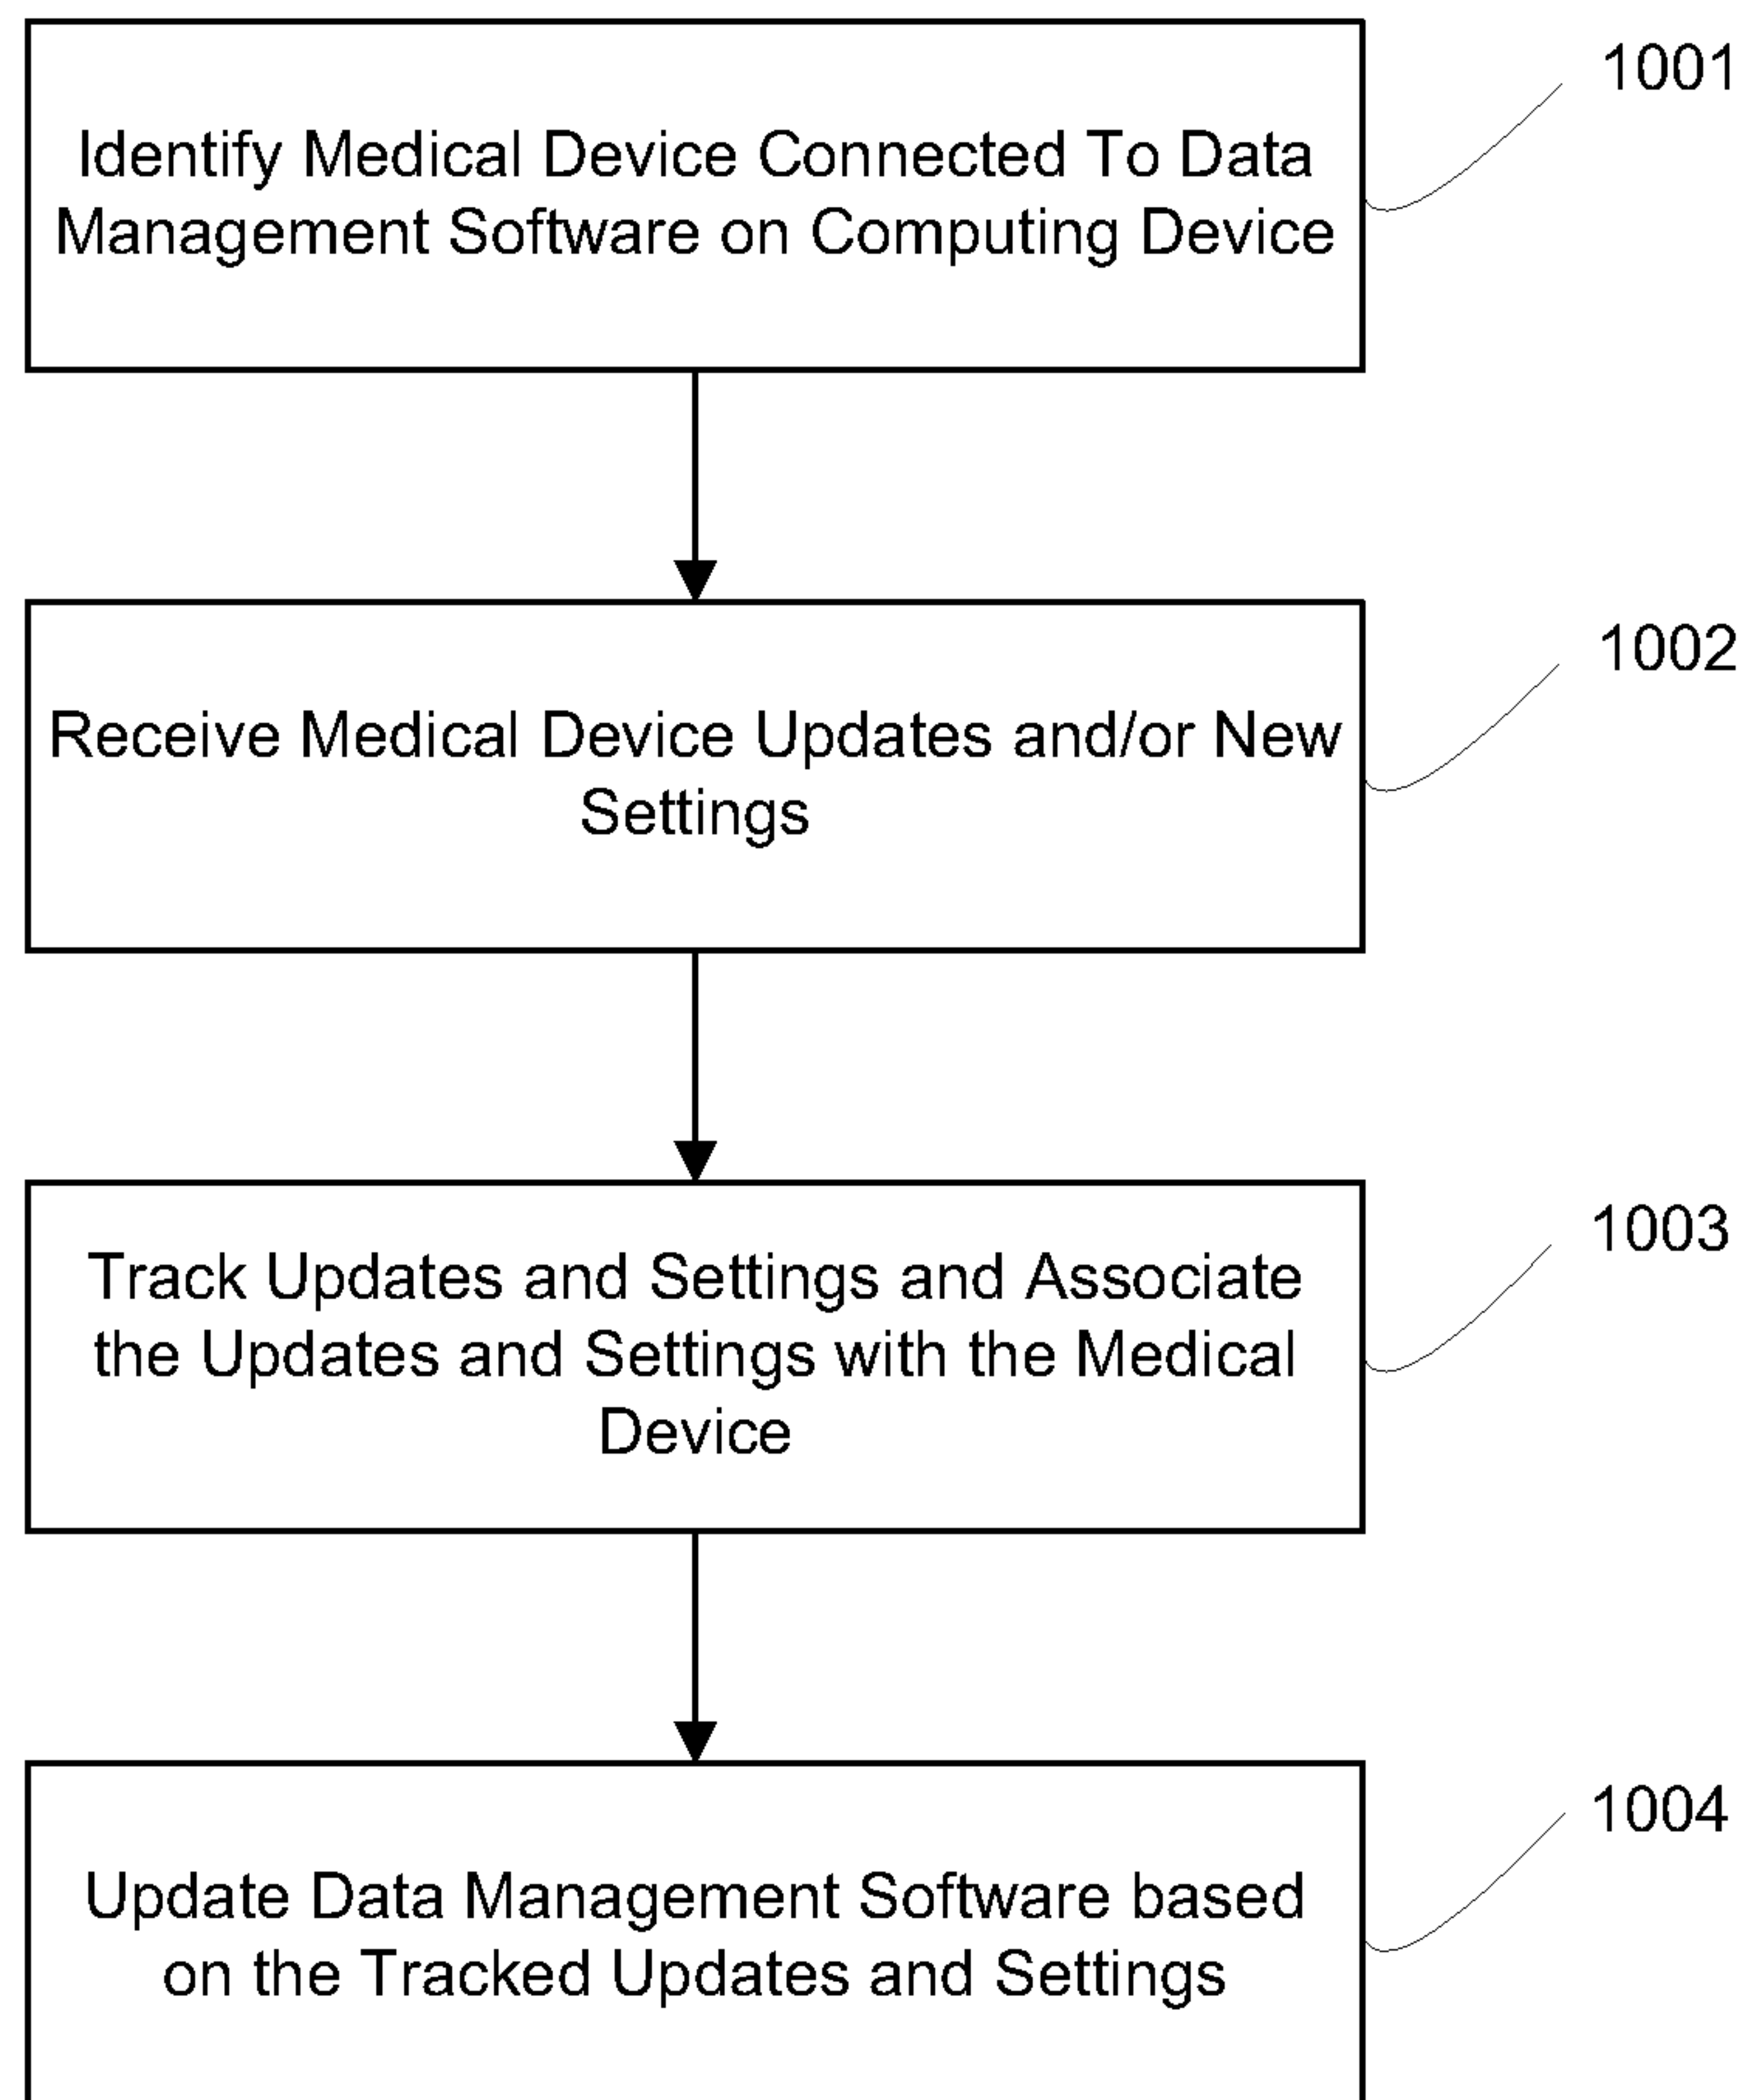 Identify Medical Device Connected To Data
Management Software on Computing Device
1001
Receive Medical Device Updates and/or New
Settings
1002
Track Updates and Settings and Associate
the Updates and Settings with the Medical
Device
1003
Update Data Management Software based
on the Tracked Updates and Settings
1004